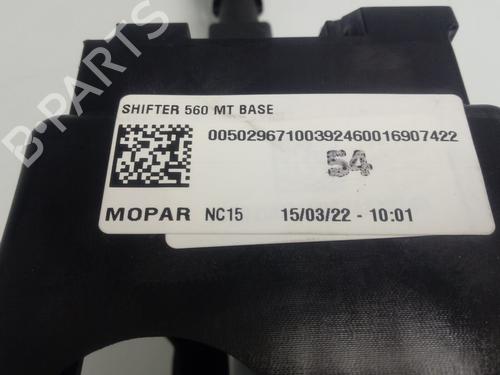 B-PARTS
SHIFTER 560 MT BASE
00502967100392460016907422
54
MOPAR NC15 15/03/22 - 10:01